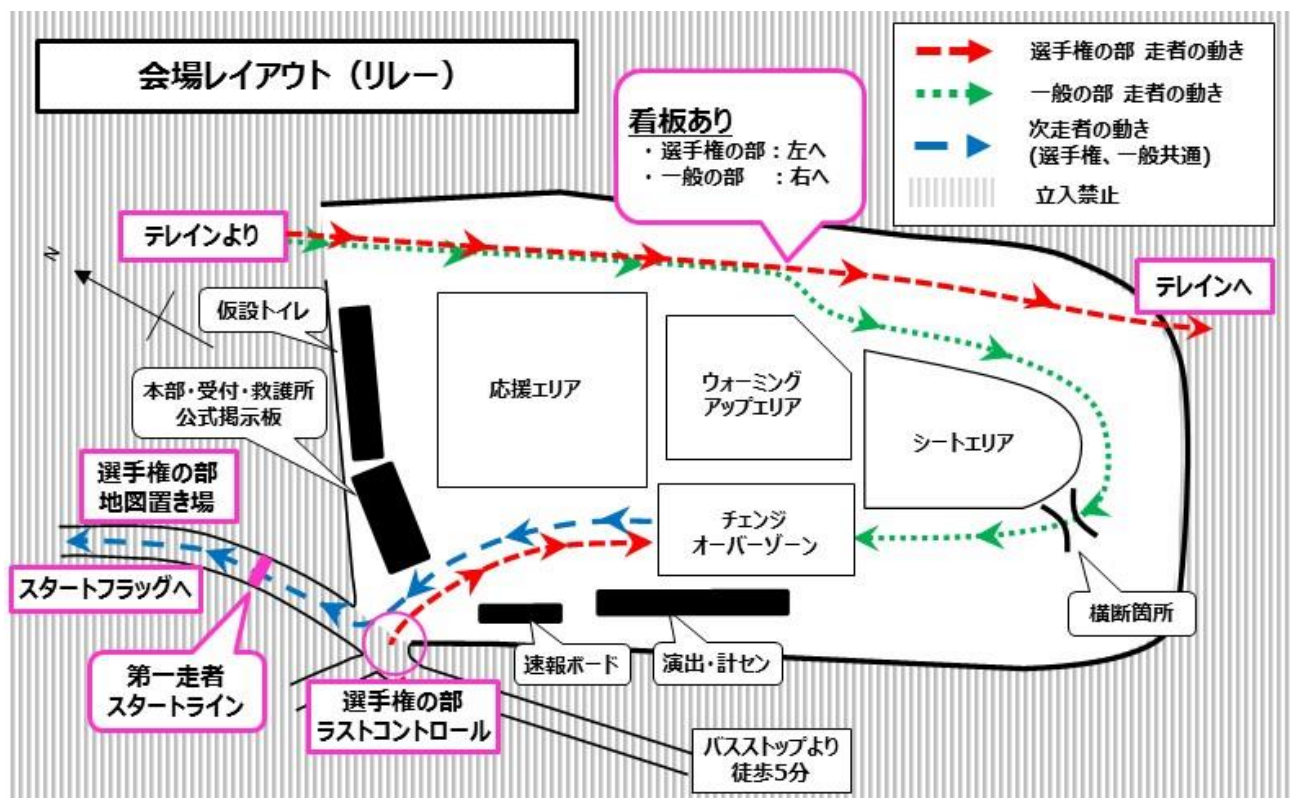 会場レイアウト（リレー）
選手権の部 走者の動き
一般の部 走者の動き
次走者の動き
(選手権、一般共通)
立入禁止
看板あり
・選手権の部：左へ
・一般の部　：右へ
テレインより
テレインへ
N
仮設トイレ
本部・受付・救護所
公式掲示板
応援エリア
ウォーミング
アップエリア
シートエリア
選手権の部
地図置き場
チェンジ
オーバーゾーン
スタートフラッグへ
横断箇所
第一走者
スタートライン
速報ボード
演出・計セン
選手権の部
ラストコントロール
バスストップより
徒歩5分